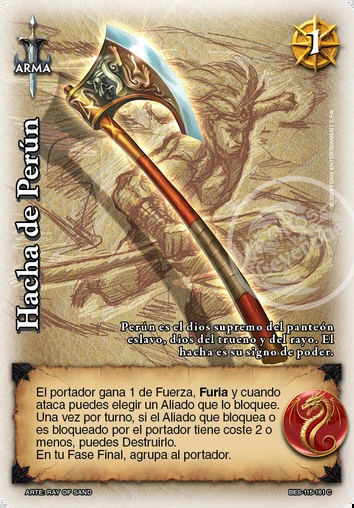 1
ARMA
Hacha de Perún
Perún es el dios supremo del panteón
eslavo, dios del trueno y del rayo. El
hacha es su signo de poder.
El portador gana 1 de Fuerza, Furia y cuando
ataca puedes elegir un Aliado que lo bloquee.
Una vez por turno, si el Aliado que bloquea o
es bloqueado por el portador tiene coste 2 o
menos, puedes Destruirlo.
En tu Fase Final, agrupa al portador.
ARTE: RAY OF SAND
BES-115-161 C